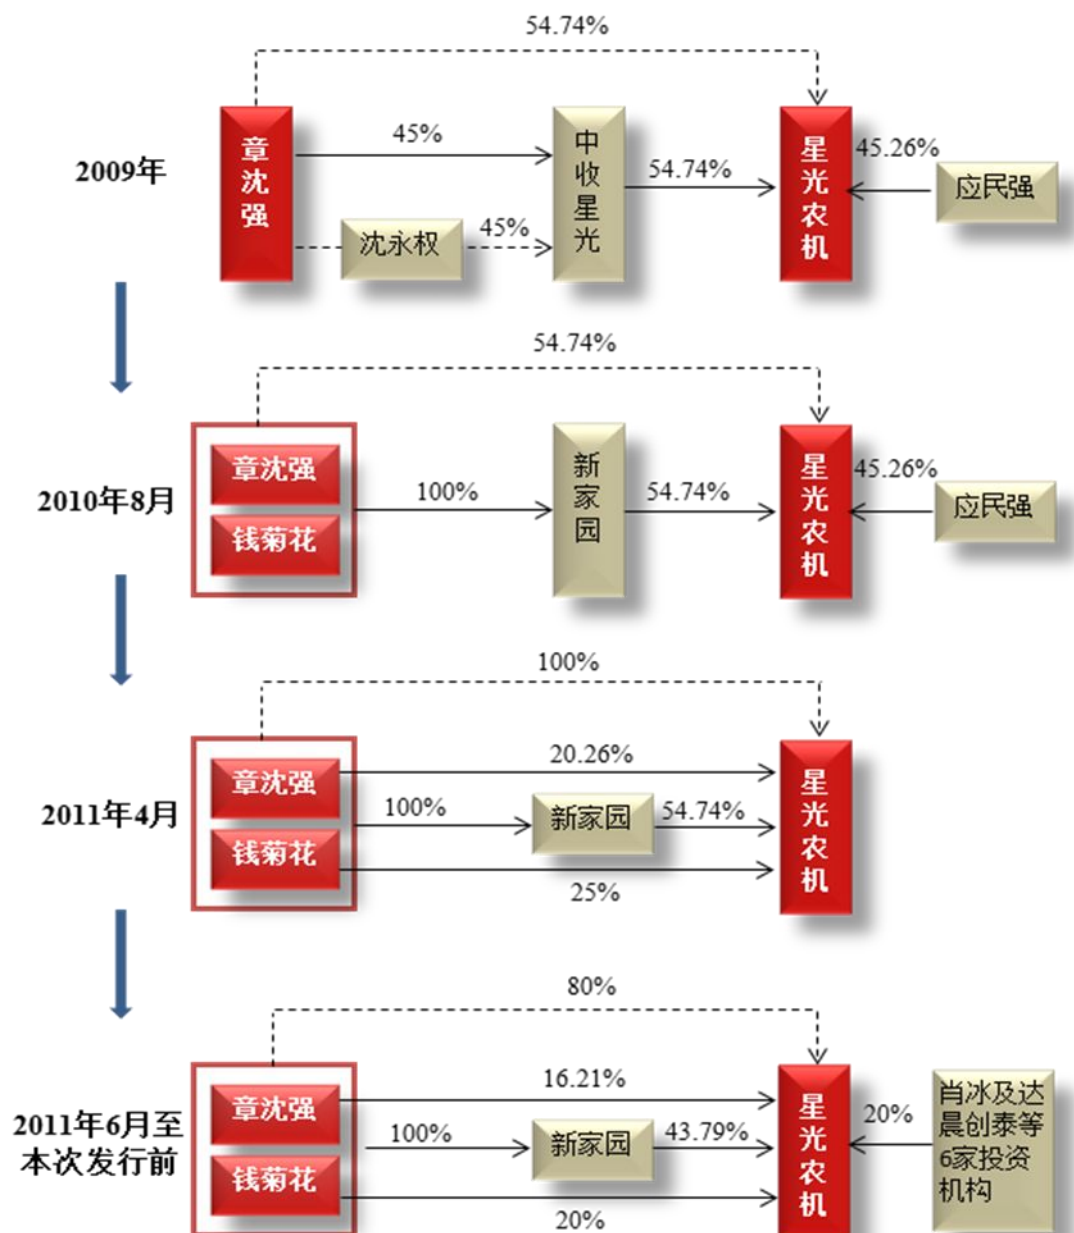 54.74%
2009年
章沈强
45%
沈永权
45%
中收星光
54.74%
星光农机
45.26%
应民强
54.74%
2010年8月
章沈强
钱菊花
100%
新家园
54.74%
星光农机
45.26%
应民强
100%
2011年4月
章沈强
钱菊花
20.26%
100%
新家园
54.74%
25%
星光农机
80%
2011年6月至
本次发行前
章沈强
钱菊花
16.21%
100%
新家园
43.79%
20%
星光农机
20%
肖冰及达
晨创泰等
6家投资
机构